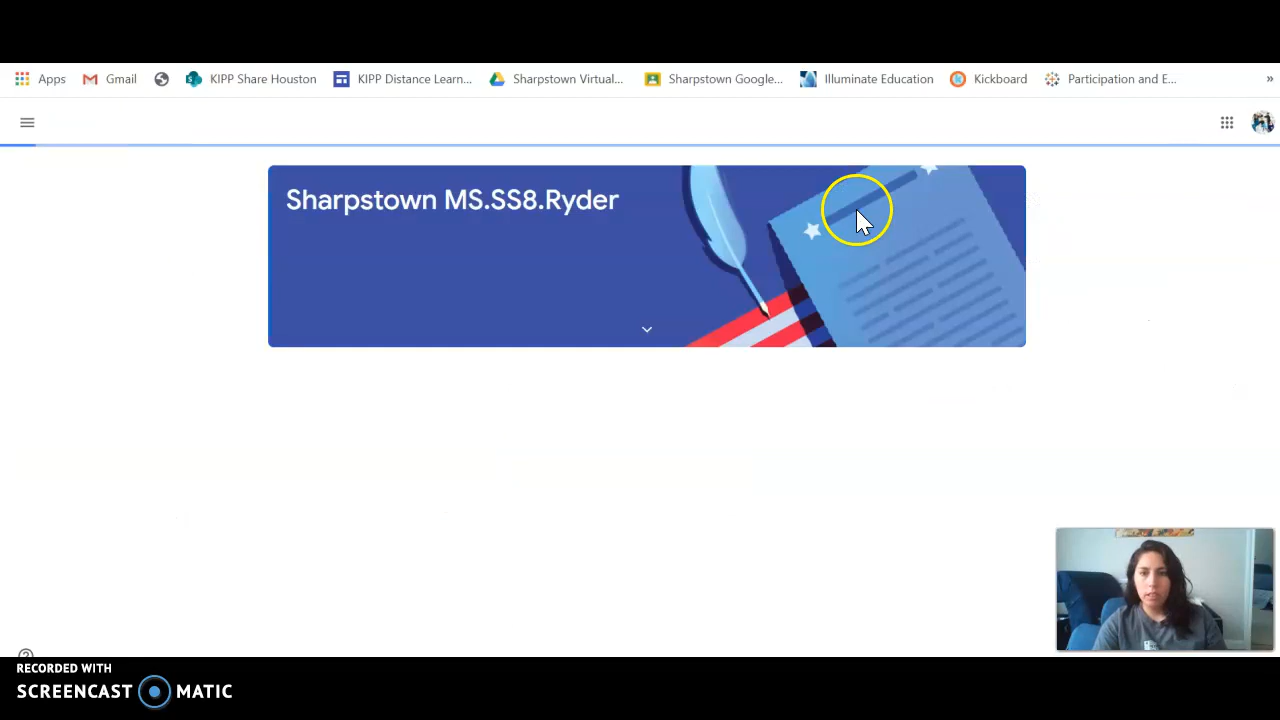 Apps Gmail KIPP Share Houston KIPP Distance Learn... Sharpstown Virtual... Sharpstown Google... Illuminate Education Kickboard Participation and E... »
Sharpstown MS.SS8.Ryder
RECORDED WITH
SCREENCAST MATIC